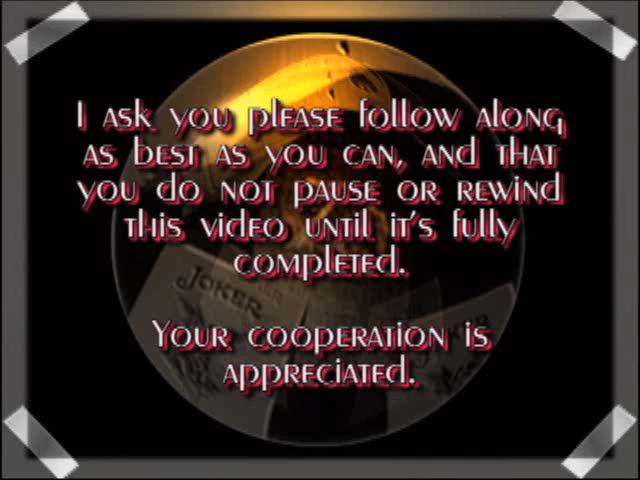 I ask you please follow along
as best as you can, and that
you do not pause or rewind
this video until it's fully
completed.
Your cooperation is
appreciated.
JOKER